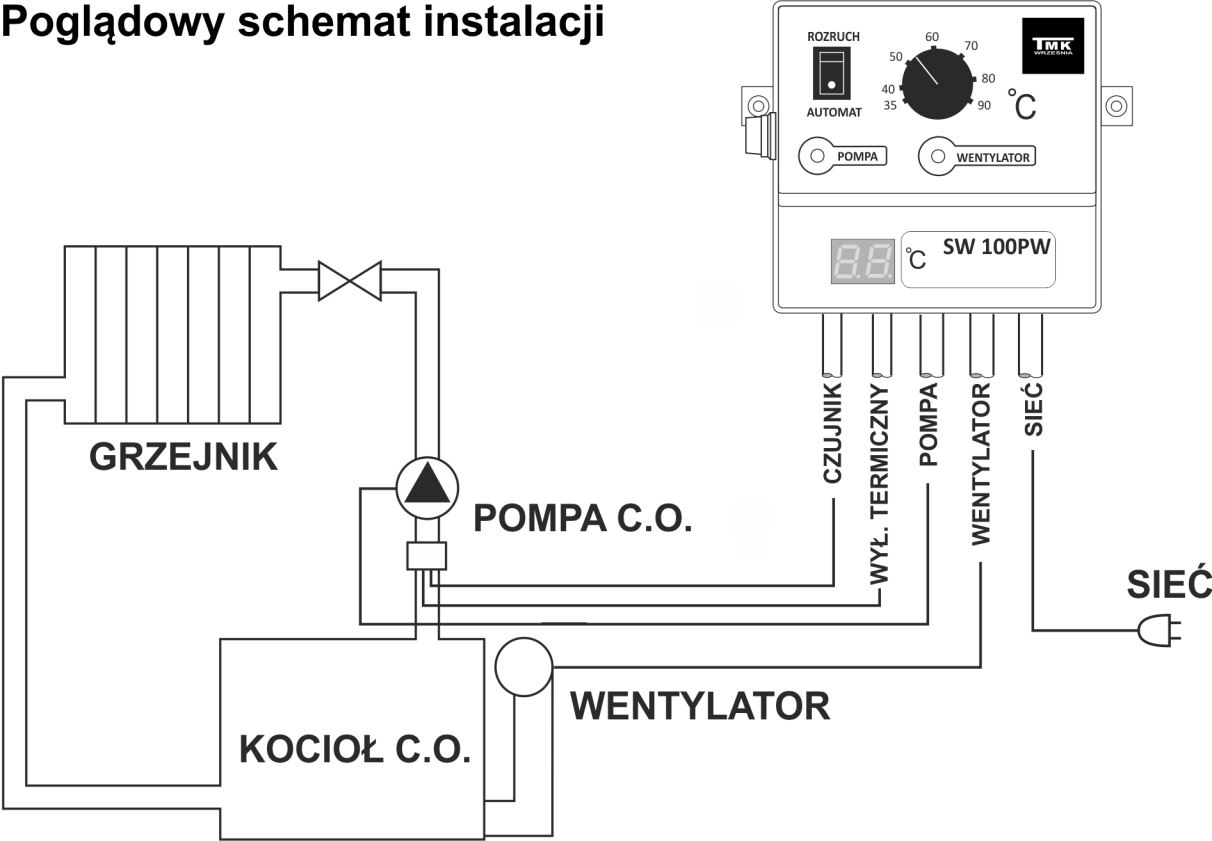 Poglądowy schemat instalacji
ROZRUCH
AUTOMAT
35
40
50
60
70
80
90
°C
TMK
WRZEŚNIA
POMPA
WENTYLATOR
88
°C
SW 100PW
CZUJNIK
WYŁ. TERMICZNY
POMPA
WENTYLATOR
SIEĆ
GRZEJNIK
POMPA C.O.
SIEĆ
WENTYLATOR
KOCIOŁ C.O.